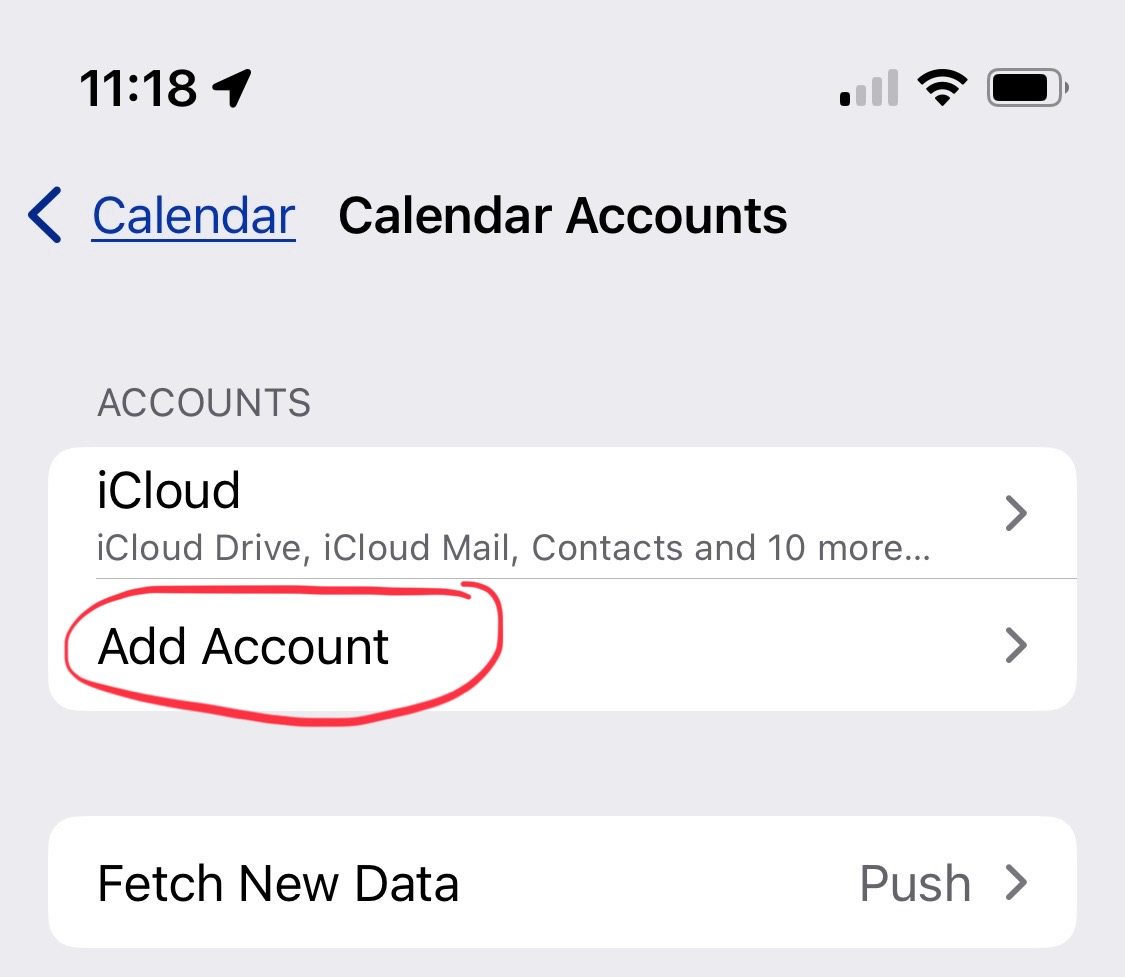 11:18
Calendar Calendar Accounts
ACCOUNTS
iCloud
iCloud Drive, iCloud Mail, Contacts and 10 more...
Add Account
Fetch New Data Push